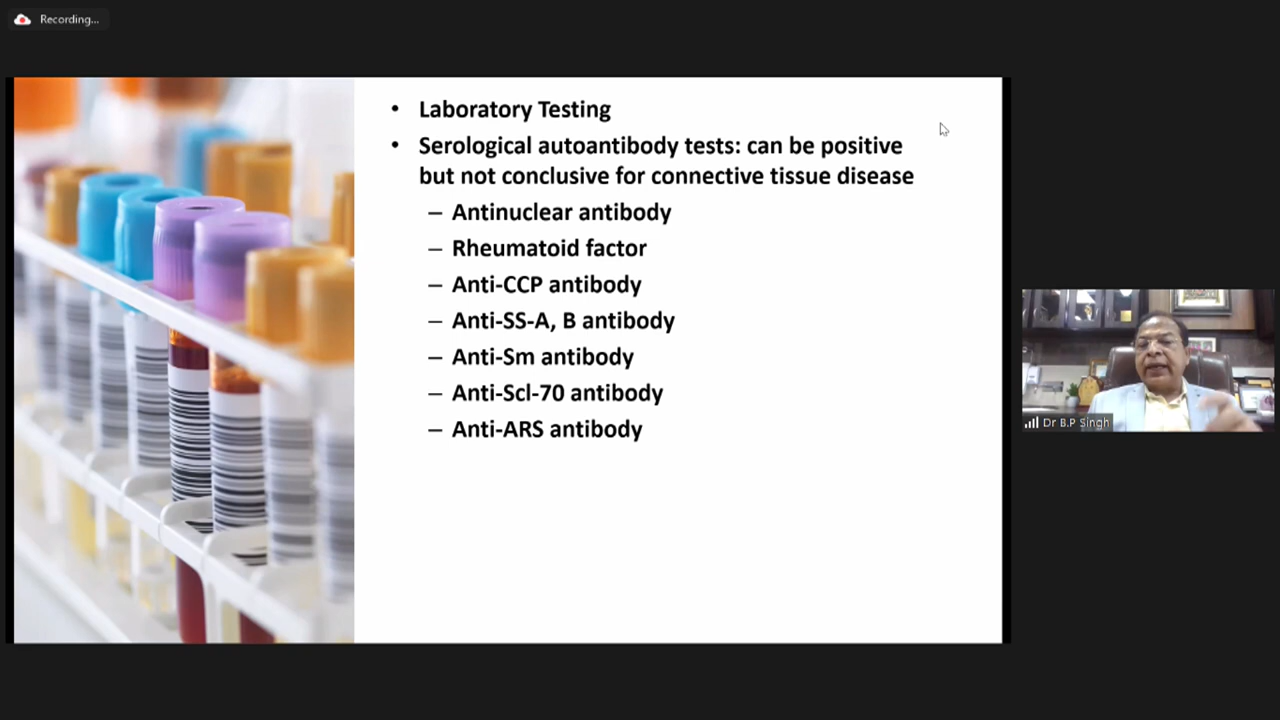 Recording...
• Laboratory Testing
• Serological autoantibody tests: can be positive
but not conclusive for connective tissue disease
– Antinuclear antibody
– Rheumatoid factor
– Anti-CCP antibody
– Anti-SS-A, B antibody
– Anti-Sm antibody
– Anti-Scl-70 antibody
– Anti-ARS antibody
Dr B.P Singh